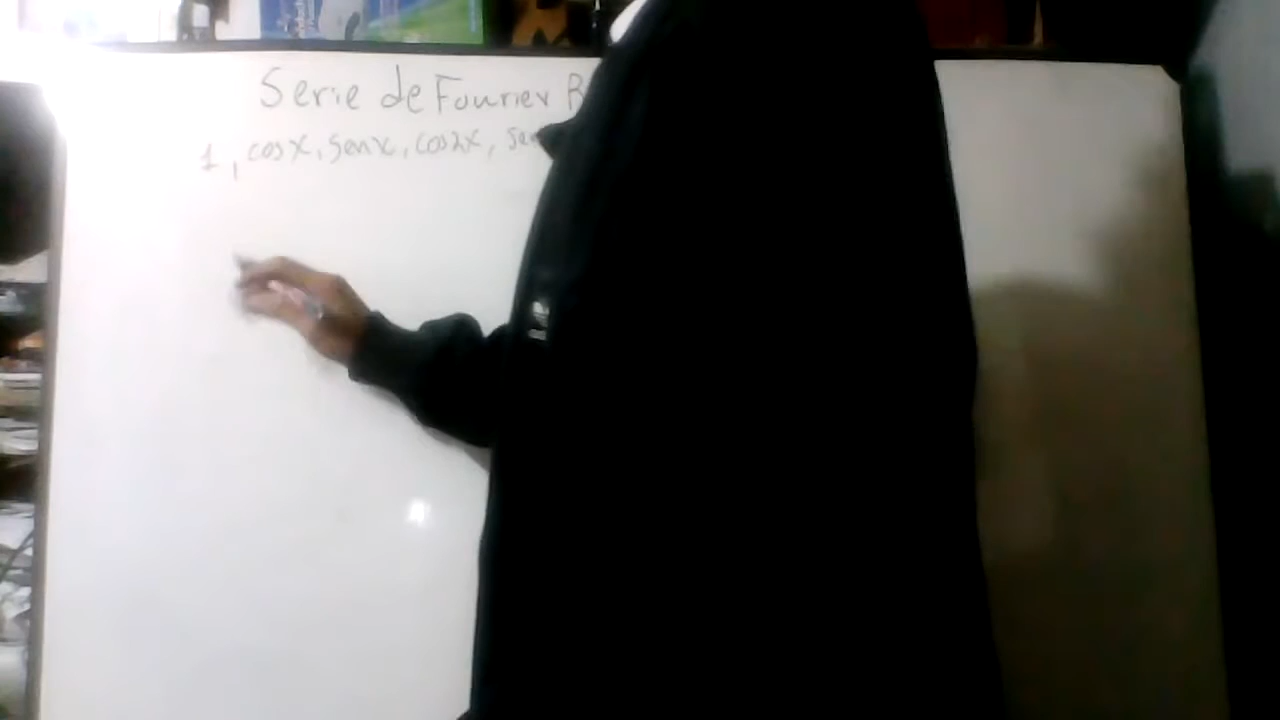 Serie de Fourier
1, cosx, senx, cos2x,